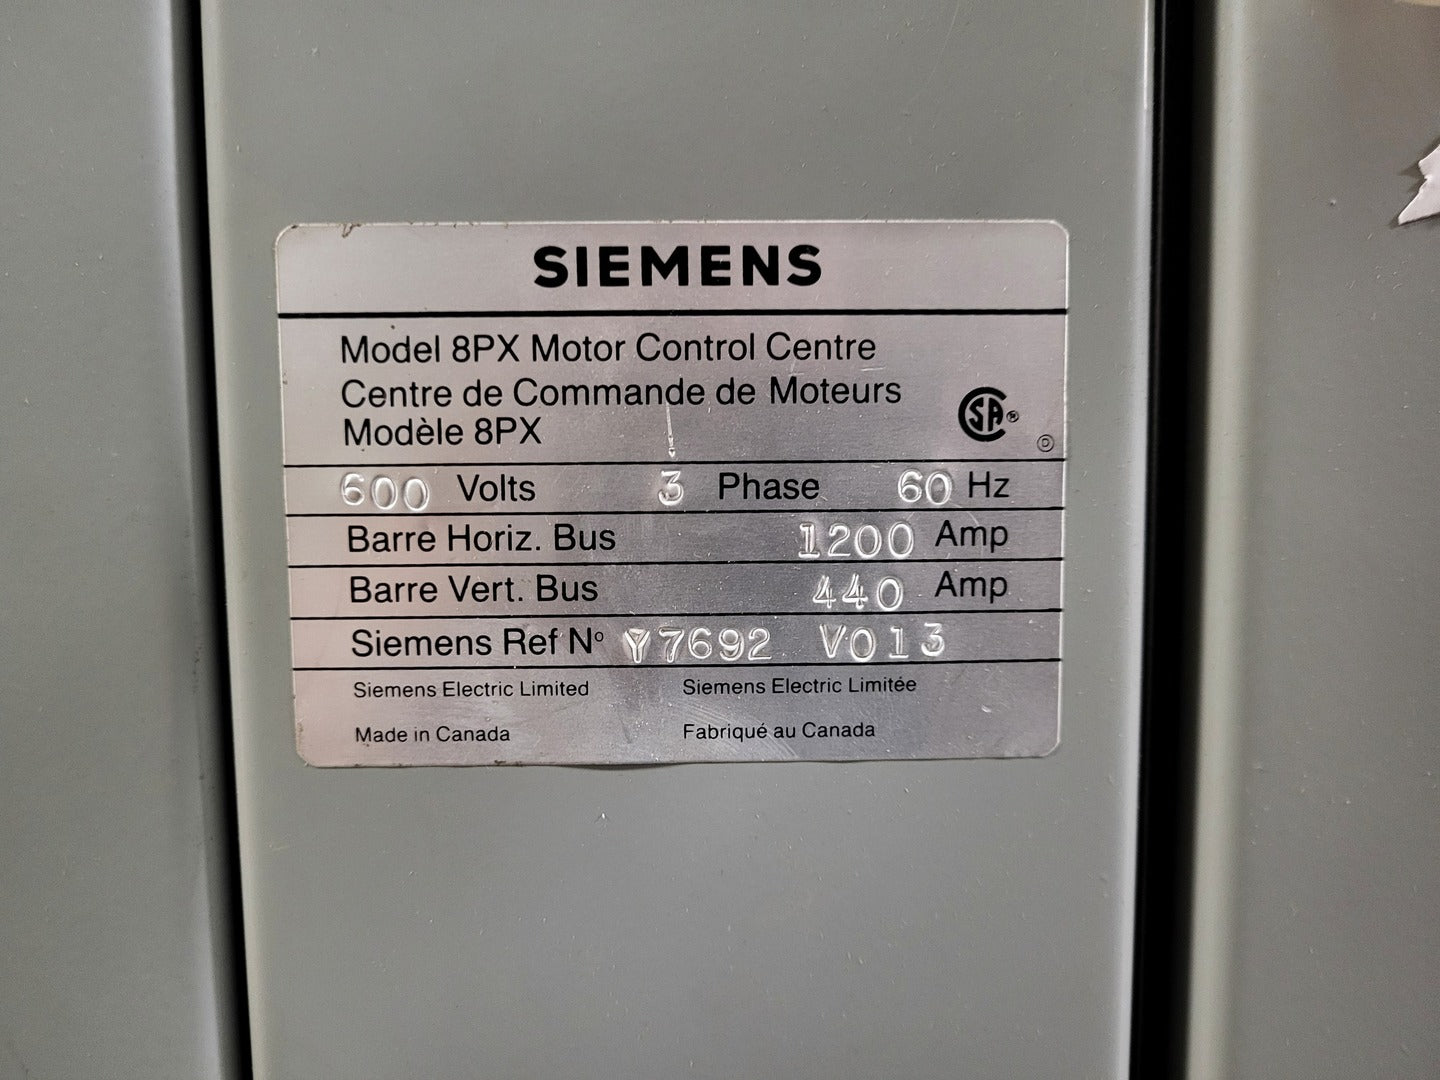 SIEMENS
Model 8PX Motor Control Centre
Centre de Commande de Moteurs
Modèle 8PX
CSA®
Ⓓ
600 Volts 3 Phase 60 Hz
Barre Horiz. Bus 1200 Amp
Barre Vert. Bus 440 Amp
Siemens Ref Nº Y7692 V013
Siemens Electric Limited Siemens Electric Limitée
Made in Canada Fabriqué au Canada